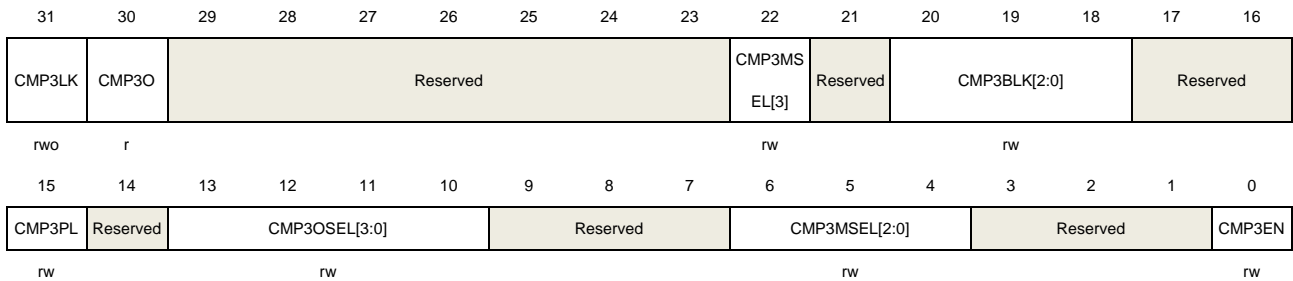 31 30 29 28 27 26 25 24 23 22 21 20 19 18 17 16
CMP3LK CMP3O Reserved CMP3MS EL[3] Reserved CMP3BLK[2:0] Reserved
rwo r rw rw
15 14 13 12 11 10 9 8 7 6 5 4 3 2 1 0
CMP3PL Reserved CMP3OSEL[3:0] Reserved CMP3MSEL[2:0] Reserved CMP3EN
rw rw rw rw